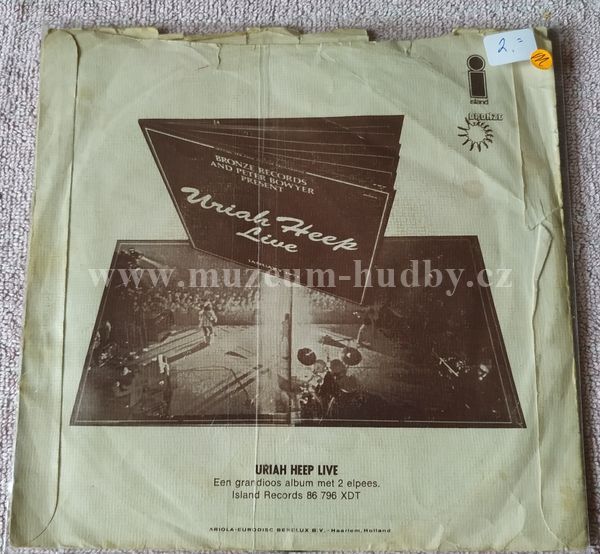 2,=
m
i
island
BRONZE
BRONZE RECORDS
AND PETER BOWYER
PRESENT
Uriah Heep
Live
www.muzeum-hudby.cz
URIAH HEEP LIVE
Een grandioos album met 2 elpees.
Island Records 86 796 XDT
ARIOLA-EURODISC BENELUX B.V.-Haarlem, Holland